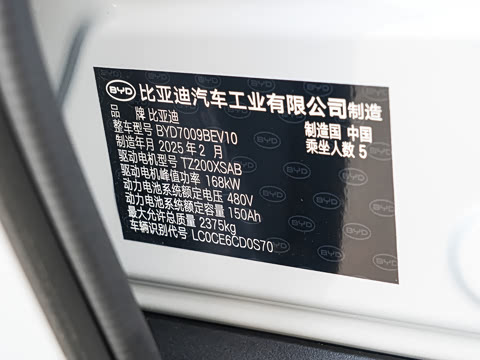 BYD 比亚迪汽车工业有限公司制造
品 牌 比亚迪
制造国 中国
整车型号 BYD7009BEV10
乘坐人数 5
制造年月 2025年 2 月
驱动电机型号 TZ200XSAB
驱动电机峰值功率 168kW
动力电池系统额定电压 480V
动力电池系统额定容量 150Ah
最大允许总质量 2375kg
车辆识别代号 LC0CE6CD0S70